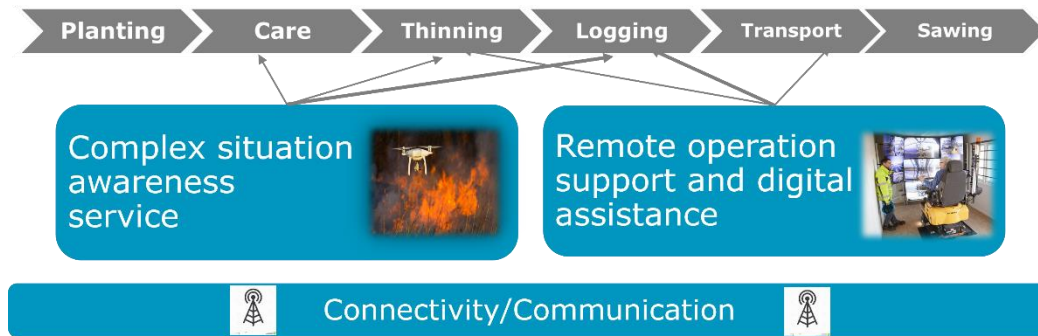 Planting Care Thinning Logging Transport Sawing
Complex situation
awareness
service
Remote operation
support and digital
assistance
Connectivity/Communication